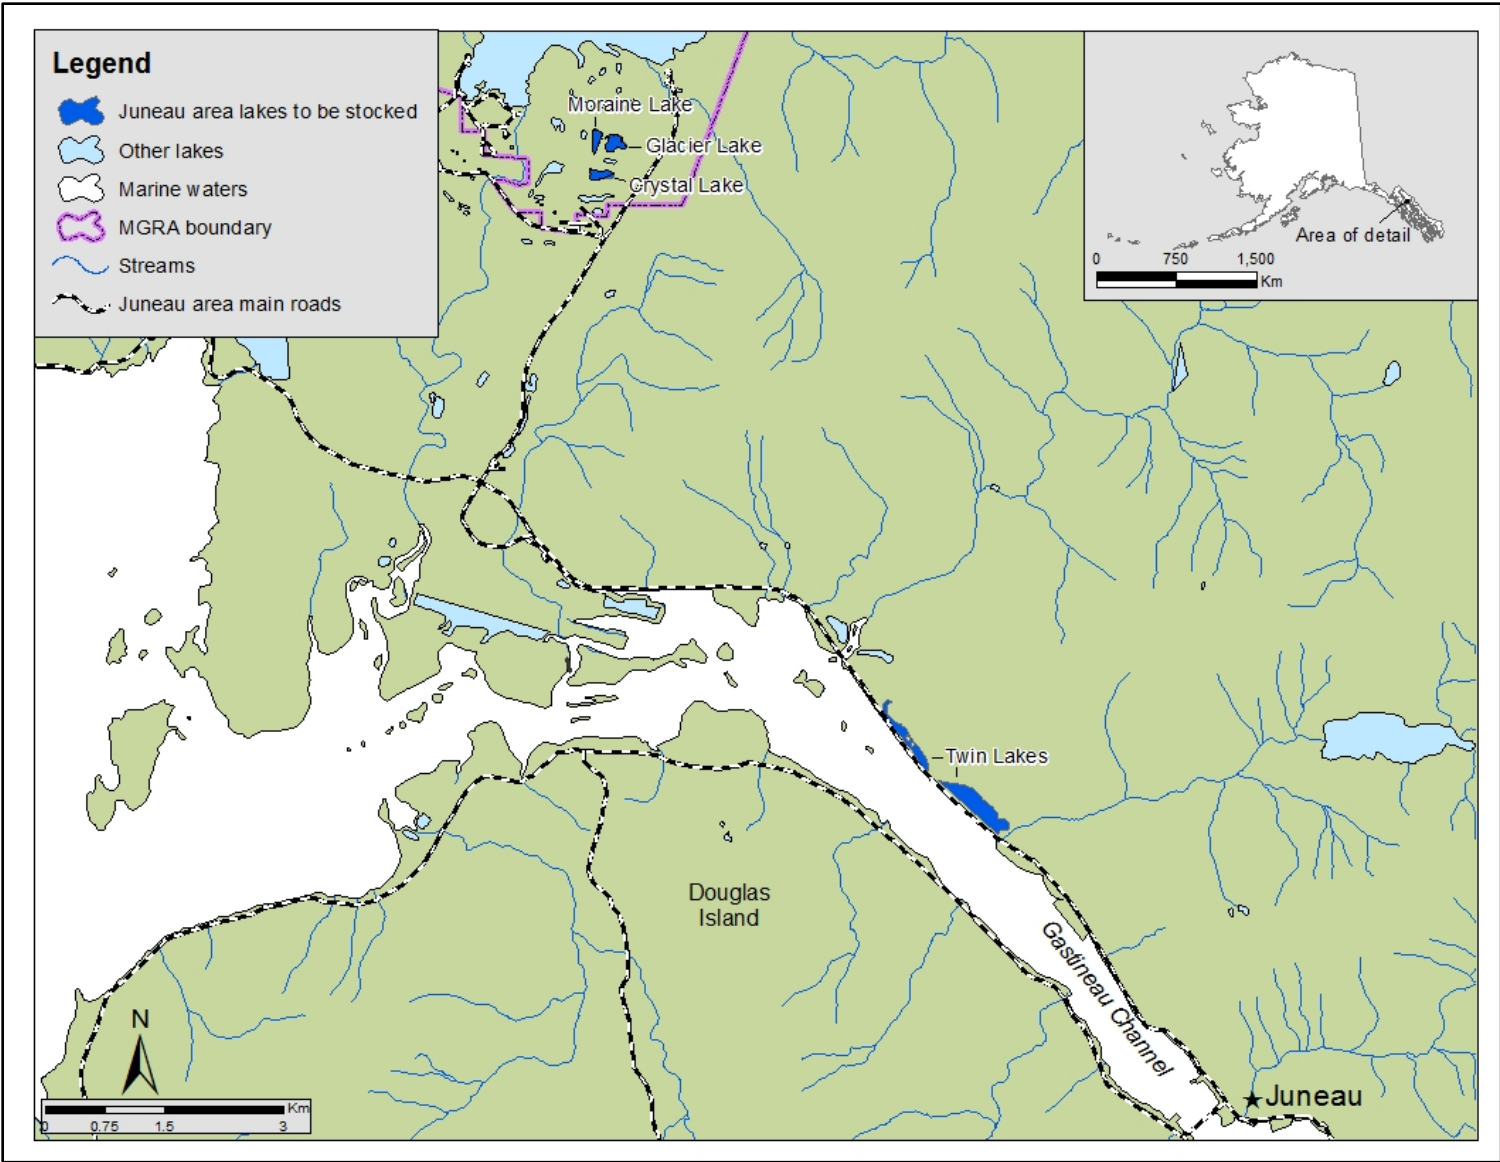 Legend
Juneau area lakes to be stocked
Other lakes
Marine waters
MGRA boundary
Streams
Juneau area main roads
Moraine Lake
Glacier Lake
Crystal Lake
Area of detail
0 750 1,500
Km
Twin Lakes
Douglas
Island
Gastineau Channel
Juneau
N
Km
0 0.75 1.5 3